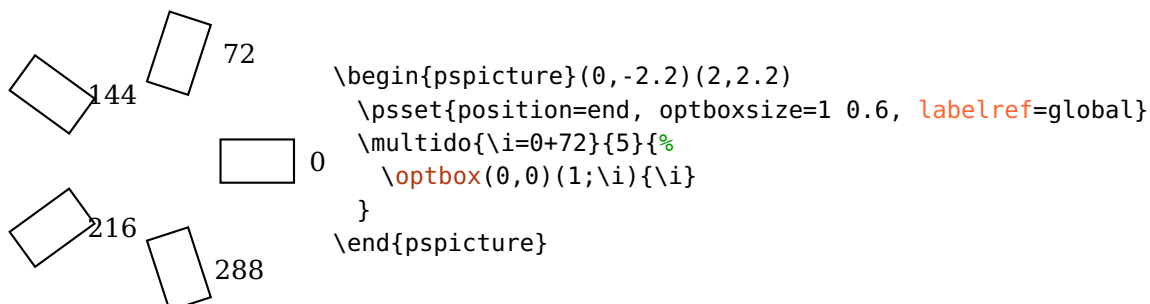 72
144
0
216
288
\begin{pspicture}(0,-2.2)(2,2.2)
  \psset{position=end, optboxsize=1 0.6, labelref=global}
  \multido{\i=0+72}{5}{%
    \optbox(0,0)(1;\i){\i}
  }
\end{pspicture}